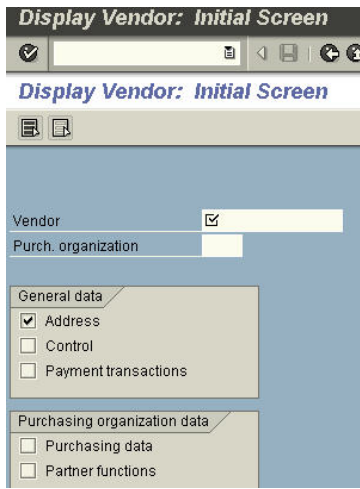 Display Vendor: Initial Screen
Display Vendor: Initial Screen
Vendor
Purch. organization
General data
Address
Control
Payment transactions
Purchasing organization data
Purchasing data
Partner functions